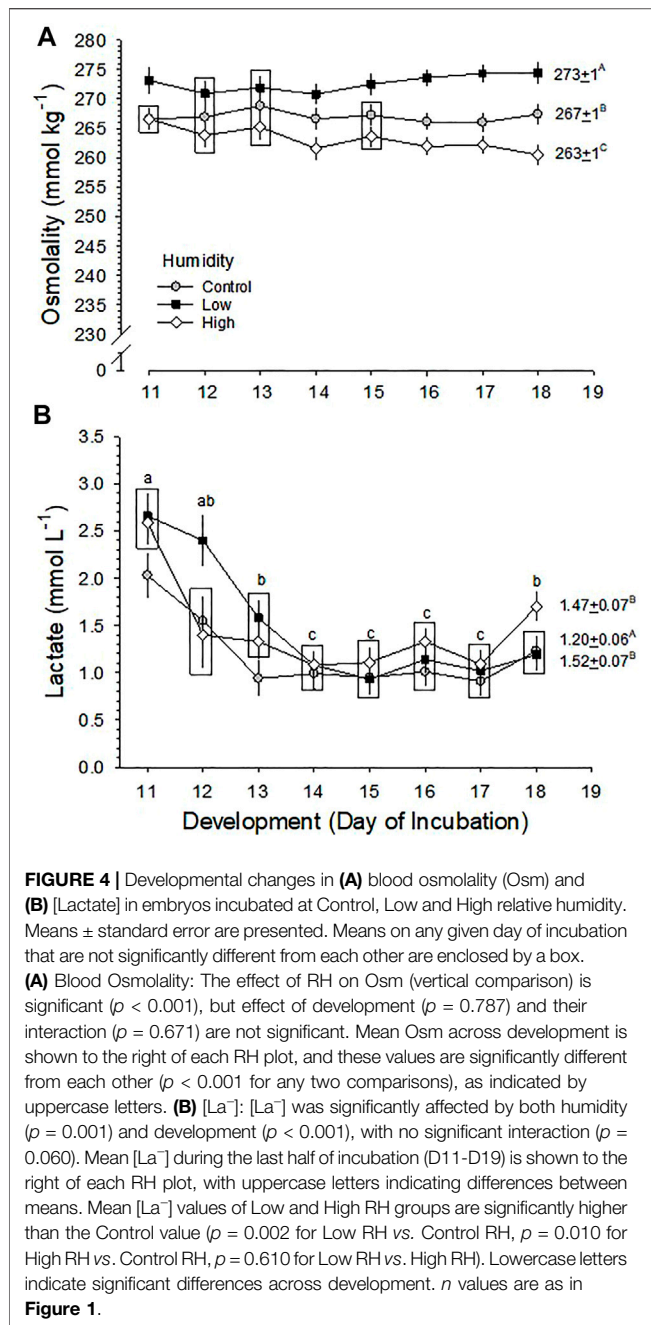 A
280
275
270
265
260
255
250
245
240
235
230
0
Osmolality (mmol kg⁻¹)
273±1ᴬ
267±1ᴮ
263±1ᶜ
Humidity
Control
Low
High
11 12 13 14 15 16 17 18 19
B
3.5
3.0
2.5
2.0
1.5
1.0
0.5
0.0
Lactate (mmol L⁻¹)
a
ab
b
c
c
c
c
b
1.47±0.07ᴮ
1.20±0.06ᴬ
1.52±0.07ᴮ
11 12 13 14 15 16 17 18 19
Development (Day of Incubation)
FIGURE 4 | Developmental changes in (A) blood osmolality (Osm) and
(B) [Lactate] in embryos incubated at Control, Low and High relative humidity.
Means ± standard error are presented. Means on any given day of incubation
that are not significantly different from each other are enclosed by a box.
(A) Blood Osmolality: The effect of RH on Osm (vertical comparison) is
significant (p < 0.001), but effect of development (p = 0.787) and their
interaction (p = 0.671) are not significant. Mean Osm across development is
shown to the right of each RH plot, and these values are significantly different
from each other (p < 0.001 for any two comparisons), as indicated by
uppercase letters. (B) [La⁻]: [La⁻] was significantly affected by both humidity
(p = 0.001) and development (p < 0.001), with no significant interaction (p =
0.060). Mean [La⁻] during the last half of incubation (D11-D19) is shown to the
right of each RH plot, with uppercase letters indicating differences between
means. Mean [La⁻] values of Low and High RH groups are significantly higher
than the Control value (p = 0.002 for Low RH vs. Control RH, p = 0.010 for
High RH vs. Control RH, p = 0.610 for Low RH vs. High RH). Lowercase letters
indicate significant differences across development. n values are as in
Figure 1.